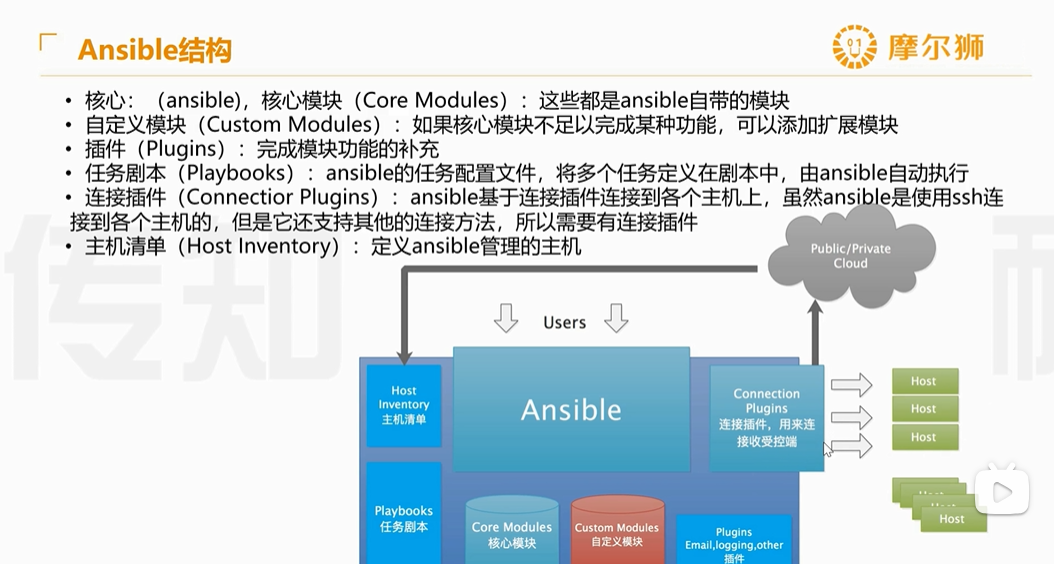 Ansible结构
01
摩尔狮
• 核心：（ansible)，核心模块（Core Modules）：这些都是ansible自带的模块
• 自定义模块（Custom Modules）：如果核心模块不足以完成某种功能，可以添加扩展模块
• 插件（Plugins）：完成模块功能的补充
• 任务剧本（Playbooks）：ansible的任务配置文件，将多个任务定义在剧本中，由ansible自动执行
• 连接插件（Connectior Plugins）：ansible基于连接插件连接到各个主机上，虽然ansible是使用ssh连
接到各个主机的，但是它还支持其他的连接方法，所以需要有连接插件
• 主机清单（Host Inventory）：定义ansible管理的主机
传知
Public/Private
Cloud
Users
Host
Inventory
主机清单
Ansible
Connection
Plugins
连接插件，用来连
接收受控端
Host
Host
Host
Playbooks
任务剧本
Core Modules
核心模块
Custom Modules
自定义模块
Plugins
Email,logging,other
插件
Host